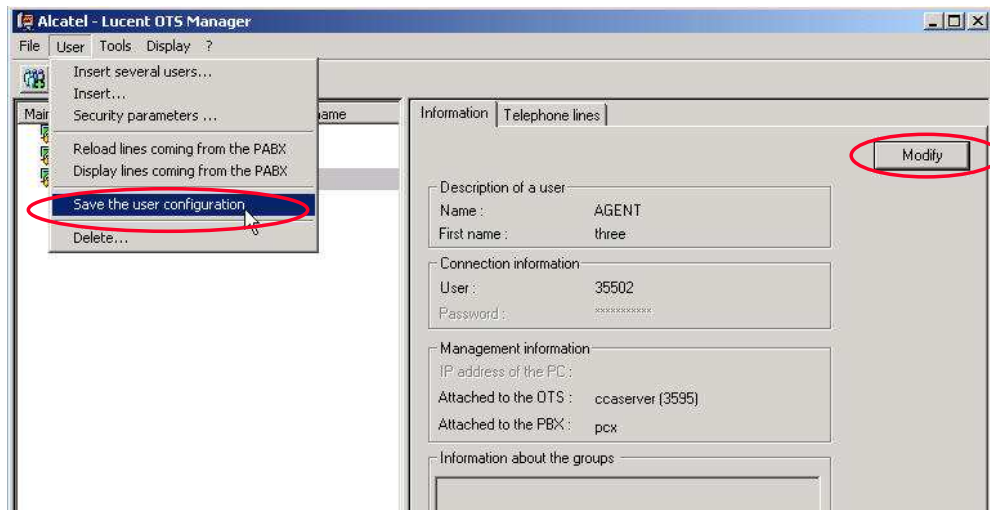 Alcatel - Lucent OTS Manager
File User Tools Display ?
Insert several users...
Insert...
Security parameters ...
Reload lines coming from the PABX
Display lines coming from the PABX
Save the user configuration
Delete...
Information Telephone lines
Modify
Description of a user
Name : AGENT
First name : three
Connection information
User : 35502
Password : ***********
Management information
IP address of the PC :
Attached to the OTS : ccaserver (3595)
Attached to the PBX : pcx
Information about the groups